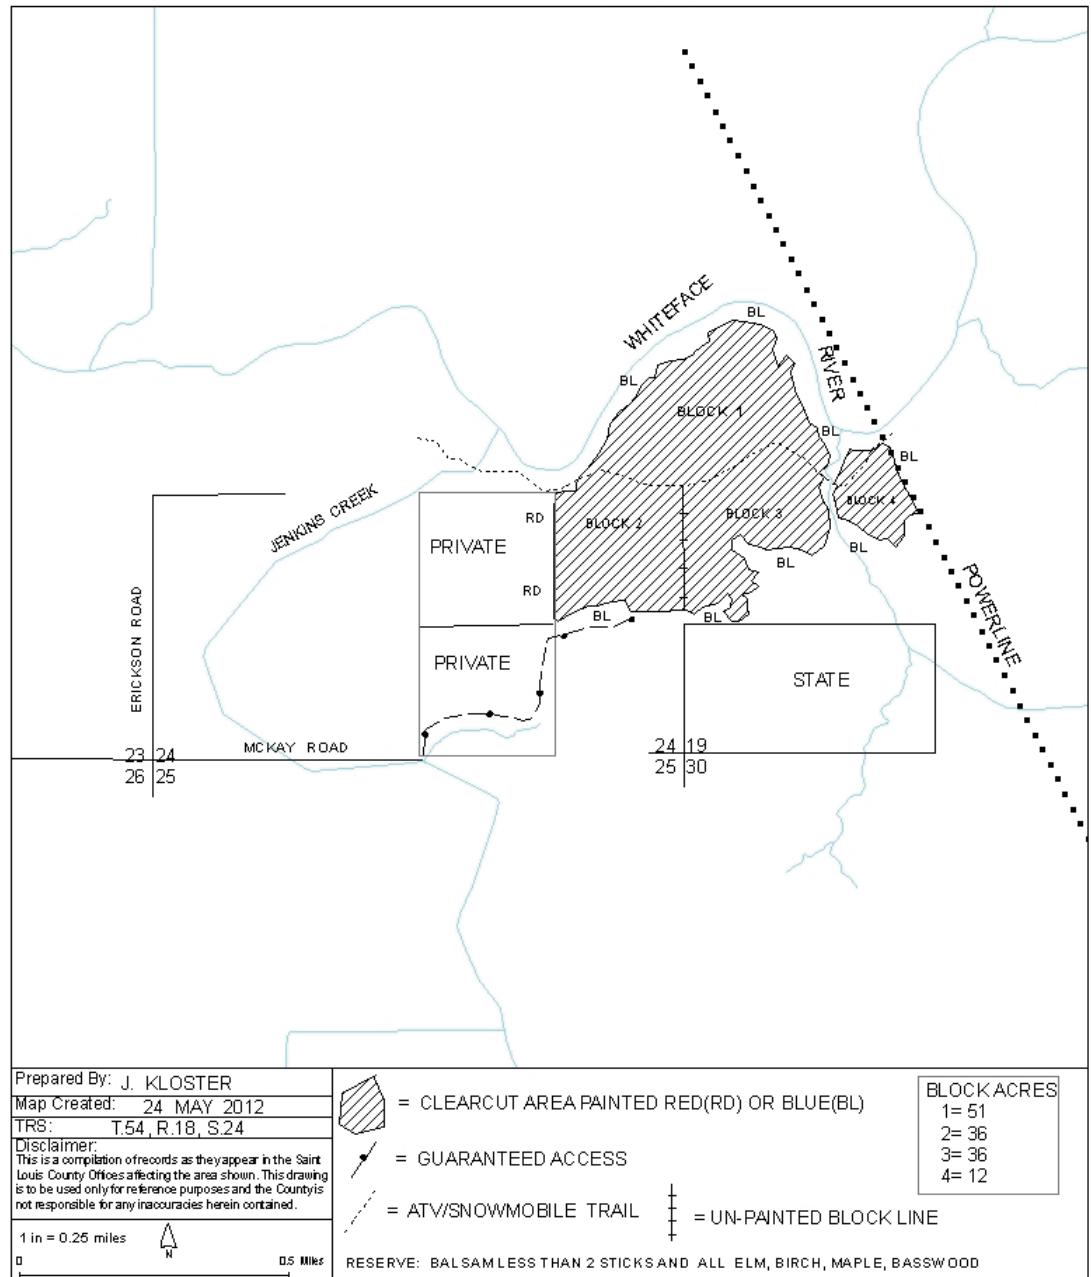 WHITEFACE
RIVER
BL
BL
BLOCK 1
BL
BL
JENKINS CREEK
RD
BLOCK 2
BLOCK 3
BLOCK 4
PRIVATE
BL
BL
RD
BL
BL
POWERLINE
ERICKSON ROAD
PRIVATE
STATE
MCKAY ROAD
23 24
26 25
24 19
25 30
Prepared By: J. KLOSTER
Map Created: 24 MAY 2012
TRS: T.54, R.18, S.24
Disclaimer:
This is a compilation of records as they appear in the Saint
Louis County Offices affecting the area shown. This drawing
is to be used only for reference purposes and the County is
not responsible for any inaccuracies herein contained.
1 in = 0.25 miles
N
0 0.5 Miles
= CLEARCUT AREA PAINTED RED(RD) OR BLUE(BL)
= GUARANTEED ACCESS
= ATV/SNOWMOBILE TRAIL
= UN-PAINTED BLOCK LINE
RESERVE: BALSAM LESS THAN 2 STICKS AND ALL ELM, BIRCH, MAPLE, BASSWOOD
BLOCK ACRES
1= 51
2= 36
3= 36
4= 12